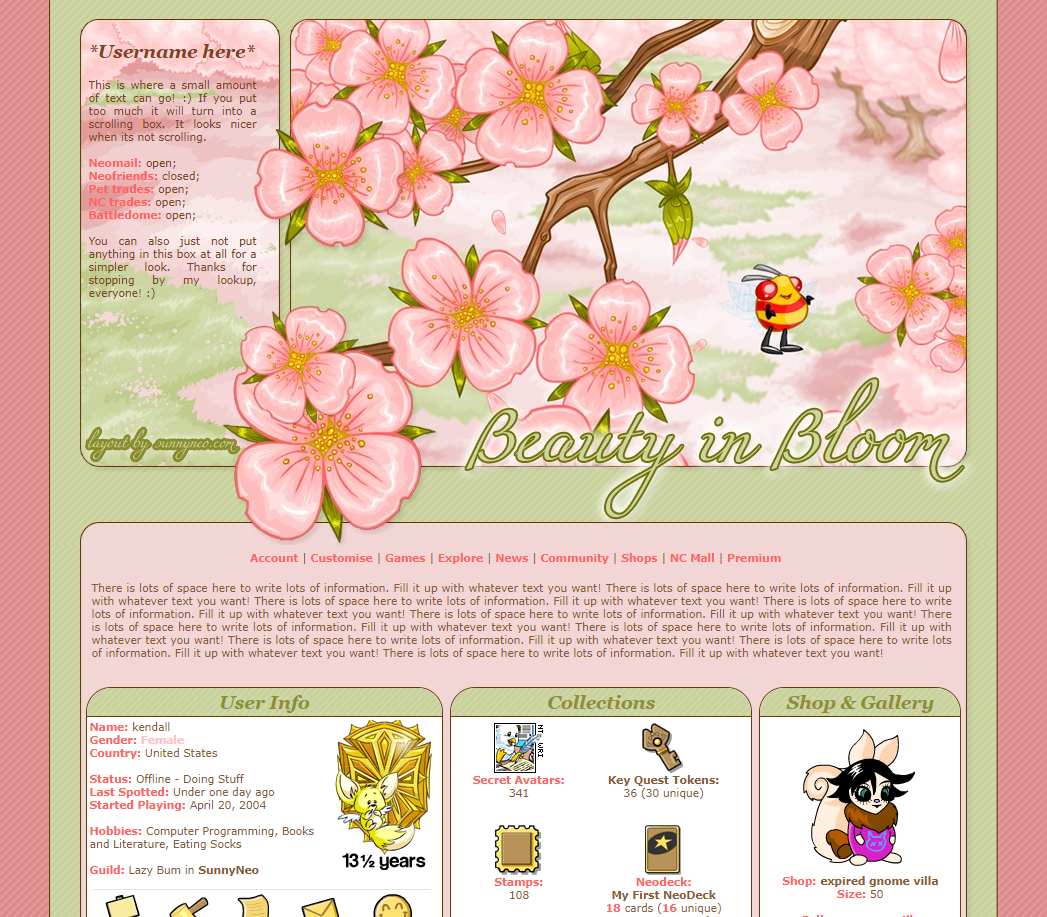 *Username here*
This is where a small amount
of text can go! :) If you put
too much it will turn into a
scrolling box. It looks nicer
when its not scrolling.
Neomail: open;
Neofriends: closed;
Pet trades: open;
NC trades: open;
Battledome: open;
You can also just not put
anything in this box at all for a
simpler look. Thanks for
stopping by my lookup,
everyone! :)
layout by sunnyneo.com
Beauty in Bloom
Account | Customise | Games | Explore | News | Community | Shops | NC Mall | Premium
There is lots of space here to write lots of information. Fill it up with whatever text you want! There is lots of space here to write lots of information. Fill it up
with whatever text you want! There is lots of space here to write lots of information. Fill it up with whatever text you want! There is lots of space here to write
lots of information. Fill it up with whatever text you want! There is lots of space here to write lots of information. Fill it up with whatever text you want! There
is lots of space here to write lots of information. Fill it up with whatever text you want! There is lots of space here to write lots of information. Fill it up with
whatever text you want! There is lots of space here to write lots of information. Fill it up with whatever text you want! There is lots of space here to write lots
of information. Fill it up with whatever text you want! There is lots of space here to write lots of information. Fill it up with whatever text you want!
User Info
Name: kendall
Gender: Female
Country: United States
Status: Offline - Doing Stuff
Last Spotted: Under one day ago
Started Playing: April 20, 2004
Hobbies: Computer Programming, Books
and Literature, Eating Socks
Guild: Lazy Bum in SunnyNeo
13½ years
Collections
Secret Avatars:
341
Key Quest Tokens:
36 (30 unique)
Stamps:
108
Neodeck:
My First NeoDeck
18 cards (16 unique)
Shop & Gallery
Shop: expired gnome villa
Size: 50